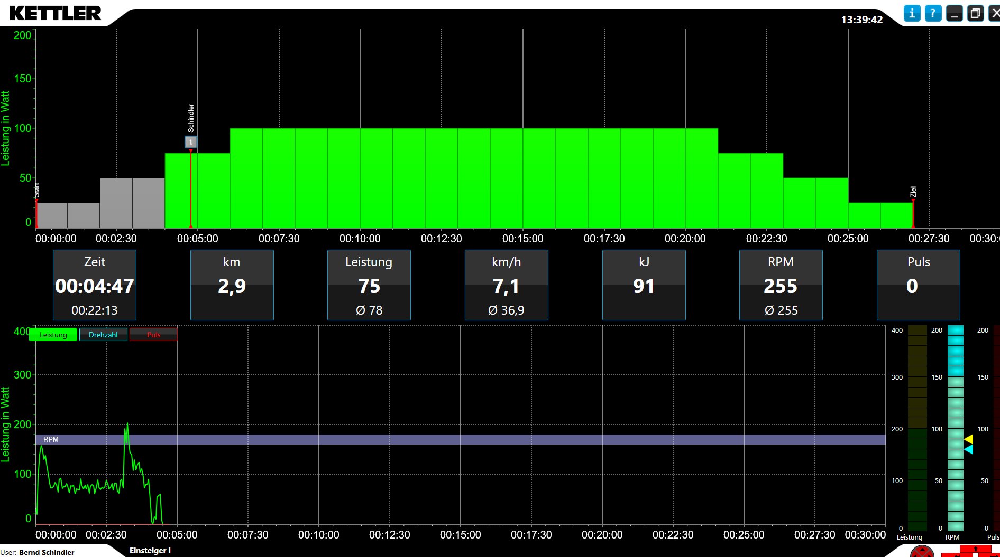 KETTLER
13:39:42
i ?
200
150
100
50
0
Leistung in Watt
Start
Schindler
1
Ziel
00:00:00 00:02:30 00:05:00 00:07:30 00:10:00 00:12:30 00:15:00 00:17:30 00:20:00 00:22:30 00:25:00 00:27:30 00:30:
Zeit km Leistung km/h kJ RPM Puls
00:04:47 2,9 75 7,1 91 255 0
00:22:13 Ø 78 Ø 36,9 Ø 255
400
300
200
100
0
Leistung in Watt
Leistung Drehzahl Puls
RPM
00:00:00 00:02:30 00:05:00 00:07:30 00:10:00 00:12:30 00:15:00 00:17:30 00:20:00 00:22:30 00:25:00 00:27:30 00:30:00
400 200 200
300 150 150
200 100 100
100 50 50
0 0 0
Leistung RPM Puls
User: Bernd Schindler
Einsteiger I